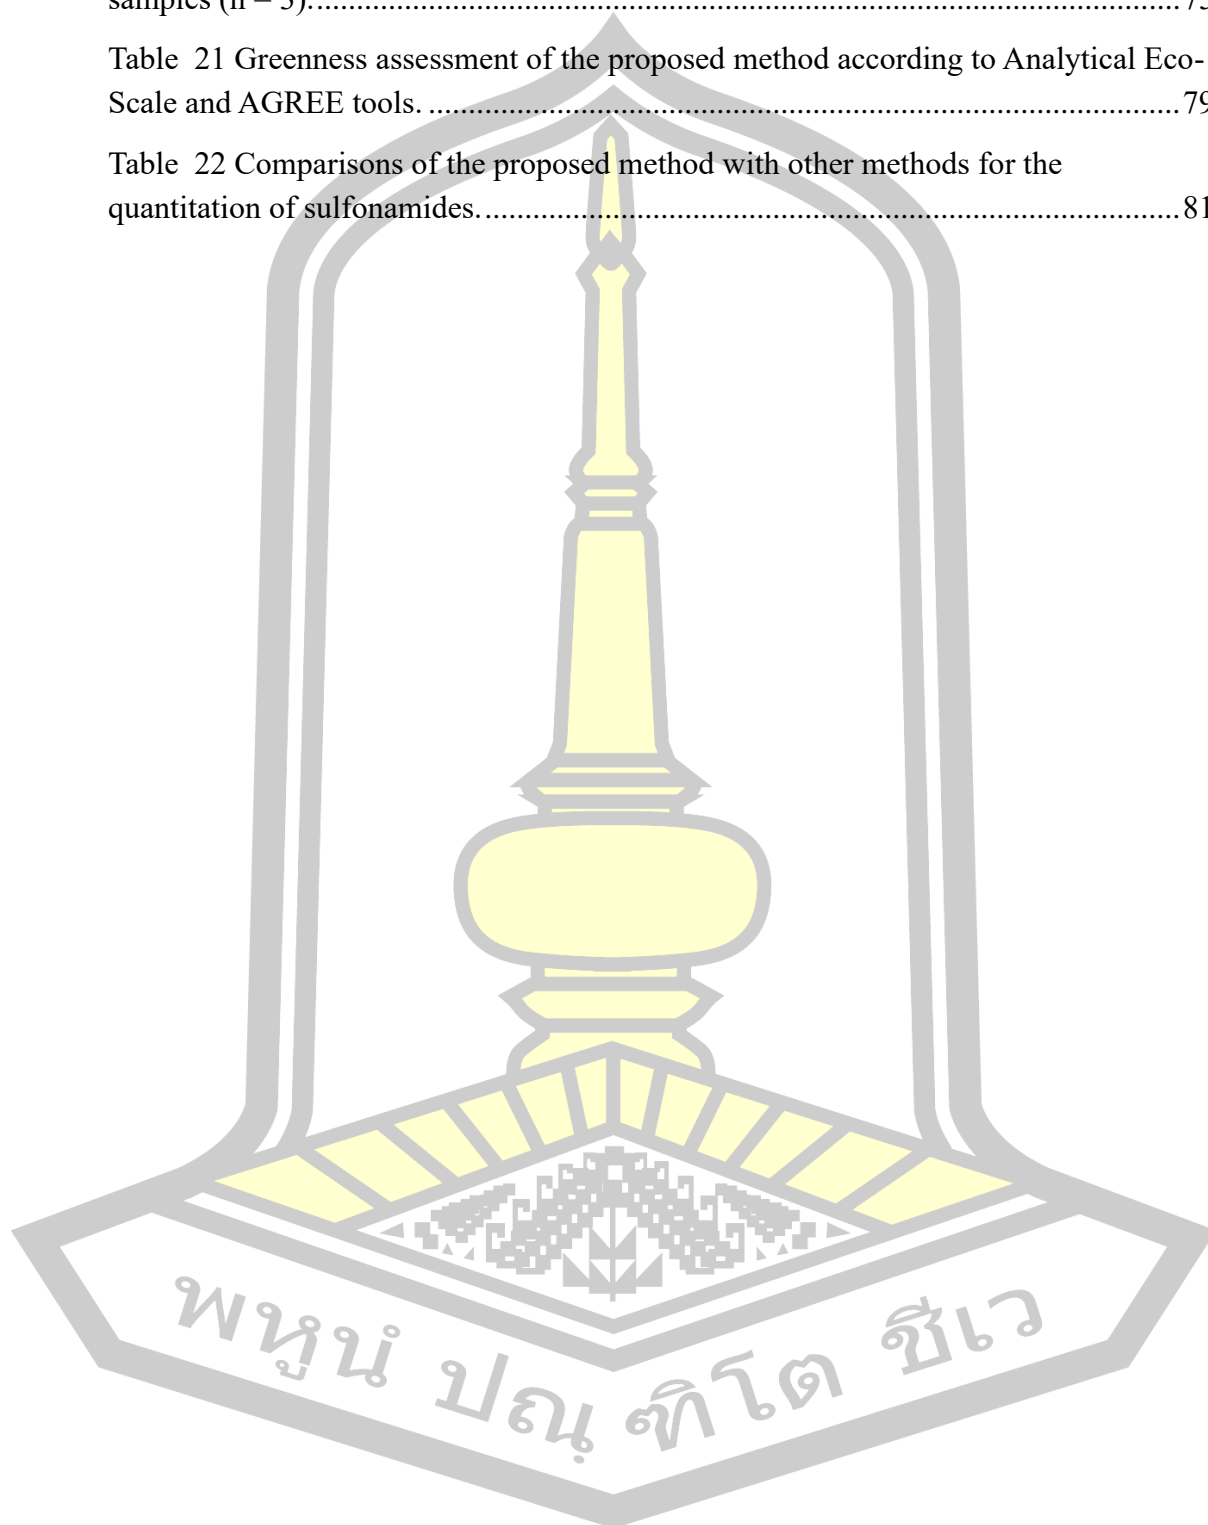 samples (n = 3)
Table 21 Greenness assessment of the proposed method according to Analytical Eco-
Scale and AGREE tools. ........................................................................................................ 79
Table 22 Comparisons of the proposed method with other methods for the
quantitation of sulfonamides. ................................................................................................ 81
พหูนํ ปณฺฑิโต ชีเว